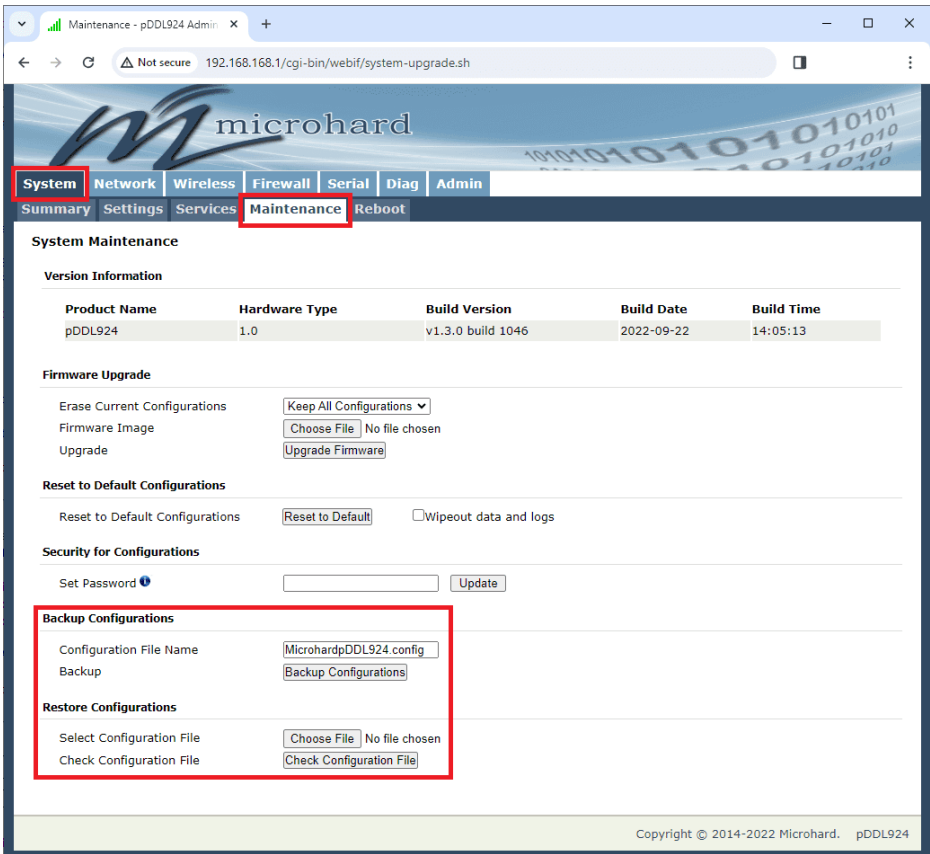 Maintenance - pDDL924 Admin
Not secure 192.168.168.1/cgi-bin/webif/system-upgrade.sh
microhard
System Network Wireless Firewall Serial Diag Admin
Summary Settings Services Maintenance Reboot
System Maintenance
Version Information
Product Name Hardware Type Build Version Build Date Build Time
pDDL924 1.0 v1.3.0 build 1046 2022-09-22 14:05:13
Firmware Upgrade
Erase Current Configurations Keep All Configurations
Firmware Image Choose File No file chosen
Upgrade Upgrade Firmware
Reset to Default Configurations
Reset to Default Configurations Reset to Default Wipeout data and logs
Security for Configurations
Set Password Update
Backup Configurations
Configuration File Name MicrohardpDDL924.config
Backup Backup Configurations
Restore Configurations
Select Configuration File Choose File No file chosen
Check Configuration File Check Configuration File
Copyright © 2014-2022 Microhard. pDDL924